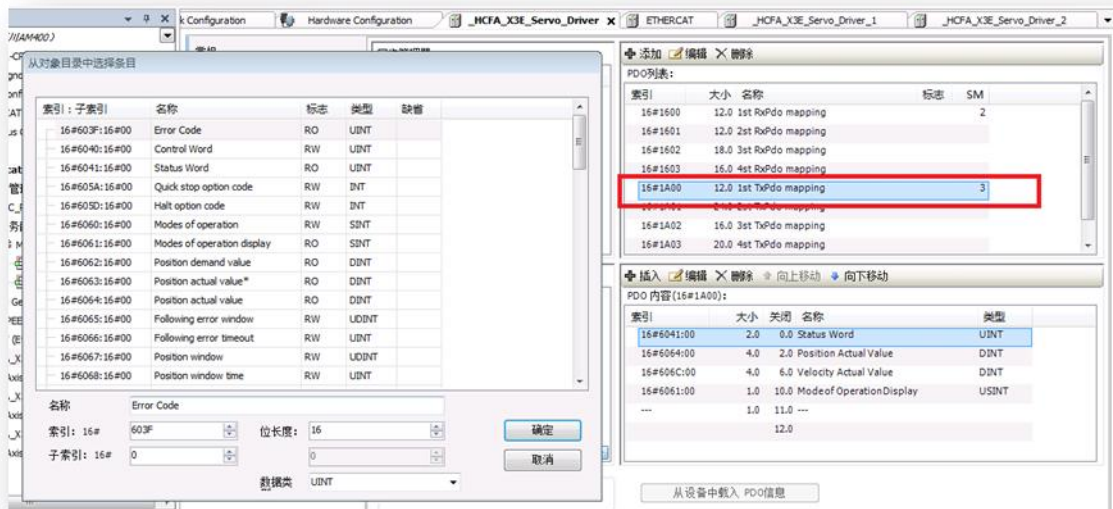 k Configuration Hardware Configuration _HCFA_X3E_Servo_Driver ETHERCAT _HCFA_X3E_Servo_Driver_1 _HCFA_X3E_Servo_Driver_2
从对象目录中选择条目
索引:子索引 名称 标志 类型 缺省
16#603F:16#00 Error Code RO UINT
16#6040:16#00 Control Word RW UINT
16#6041:16#00 Status Word RO UINT
16#605A:16#00 Quick stop option code RW INT
16#605D:16#00 Halt option code RW INT
16#6060:16#00 Modes of operation RW SINT
16#6061:16#00 Modes of operation display RO SINT
16#6062:16#00 Position demand value RO DINT
16#6063:16#00 Position actual value* RO DINT
16#6064:16#00 Position actual value RO DINT
16#6065:16#00 Following error window RW UDINT
16#6066:16#00 Following error timeout RW UINT
16#6067:16#00 Position window RW UDINT
16#6068:16#00 Position window time RW UINT
名称 Error Code
索引: 16# 603F 位长度: 16 确定
子索引: 16# 0 0 取消
数据类 UINT
添加 编辑 删除
PDO列表:
索引 大小 名称 标志 SM
16#1600 12.0 1st RxPdo mapping 2
16#1601 12.0 2st RxPdo mapping
16#1602 18.0 3st RxPdo mapping
16#1603 16.0 4st RxPdo mapping
16#1A00 12.0 1st TxPdo mapping 3
16#1A02 16.0 3st TxPdo mapping
16#1A03 20.0 4st TxPdo mapping
插入 编辑 删除 向上移动 向下移动
PDO 内容(16#1A00):
索引 大小 关闭 名称 类型
16#6041:00 2.0 0.0 Status Word UINT
16#6064:00 4.0 2.0 Position Actual Value DINT
16#606C:00 4.0 6.0 Velocity Actual Value DINT
16#6061:00 1.0 10.0 Mode of Operation Display USINT
--- 1.0 11.0 ---
12.0
从设备中载入 PDO信息